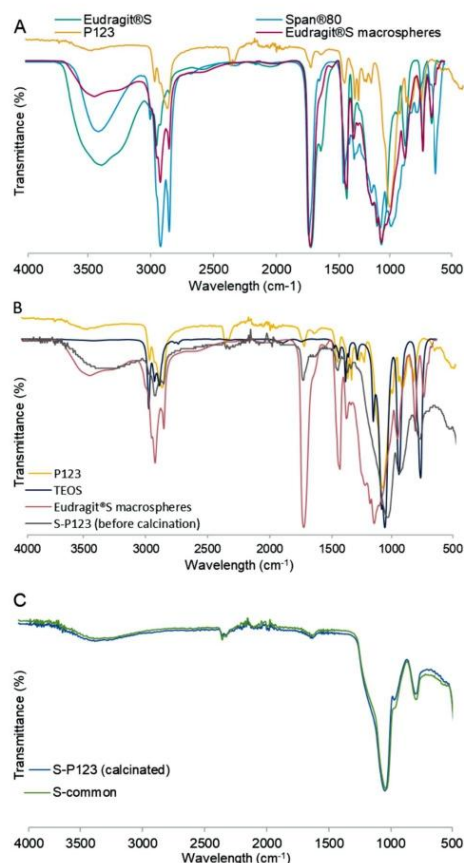 A
Eudragit®S
Span®80
P123
Eudragit®S macrospheres
Transmittance (%)
4000 3500 3000 2500 2000 1500 1000 500
Wavelength (cm-1)
B
P123
TEOS
Eudragit®S macrospheres
S-P123 (before calcination)
Transmittance (%)
4000 3500 3000 2500 2000 1500 1000 500
Wavelength (cm⁻¹)
C
S-P123 (calcinated)
S-common
Transmittance (%)
4000 3500 3000 2500 2000 1500 1000 500
Wavelength (cm⁻¹)